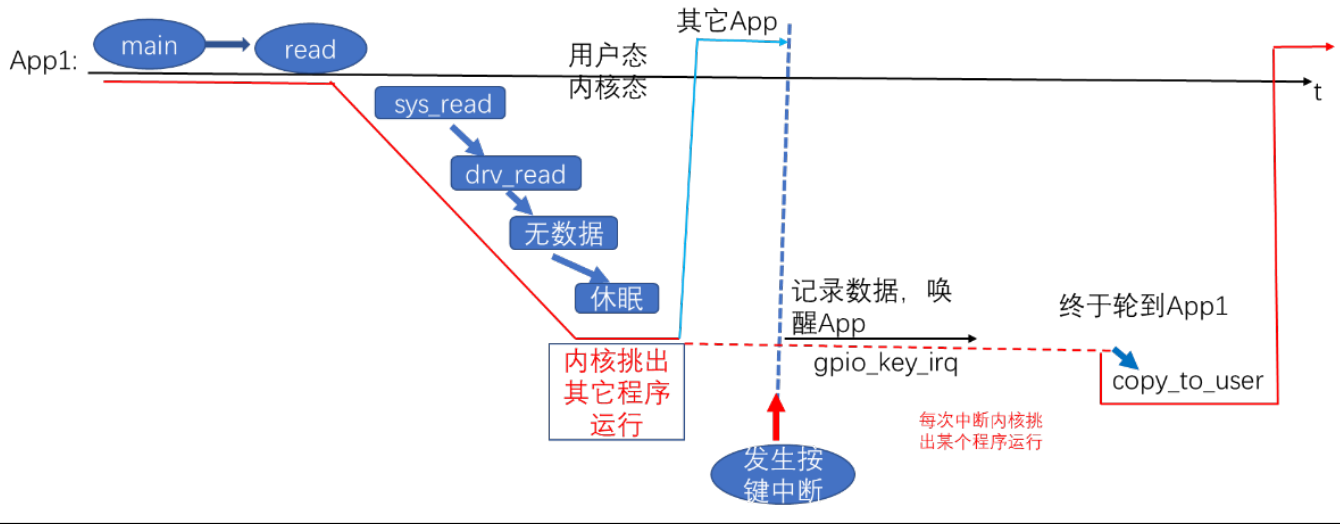 其它App
main
read
App1:
用户态
内核态
t
sys_read
drv_read
无数据
休眠
记录数据，唤
醒App
终于轮到App1
内核挑出
其它程序
运行
gpio_key_irq
copy_to_user
每次中断内核挑
出某个程序运行
发生按
键中断